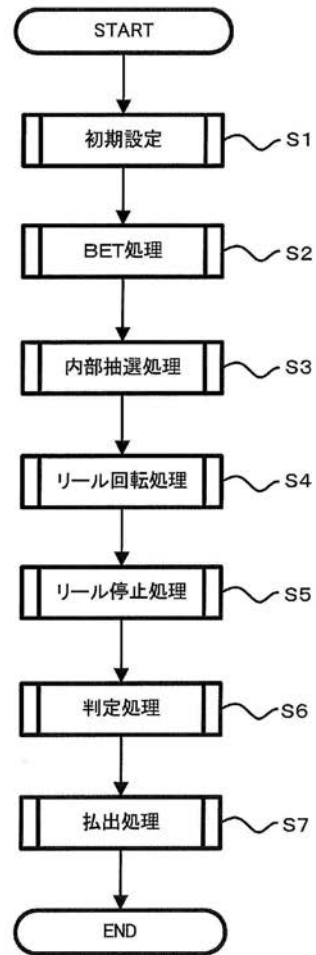 START
初期設定
S1
BET処理
S2
内部抽選処理
S3
リール回転処理
S4
リール停止処理
S5
判定処理
S6
払出処理
S7
END